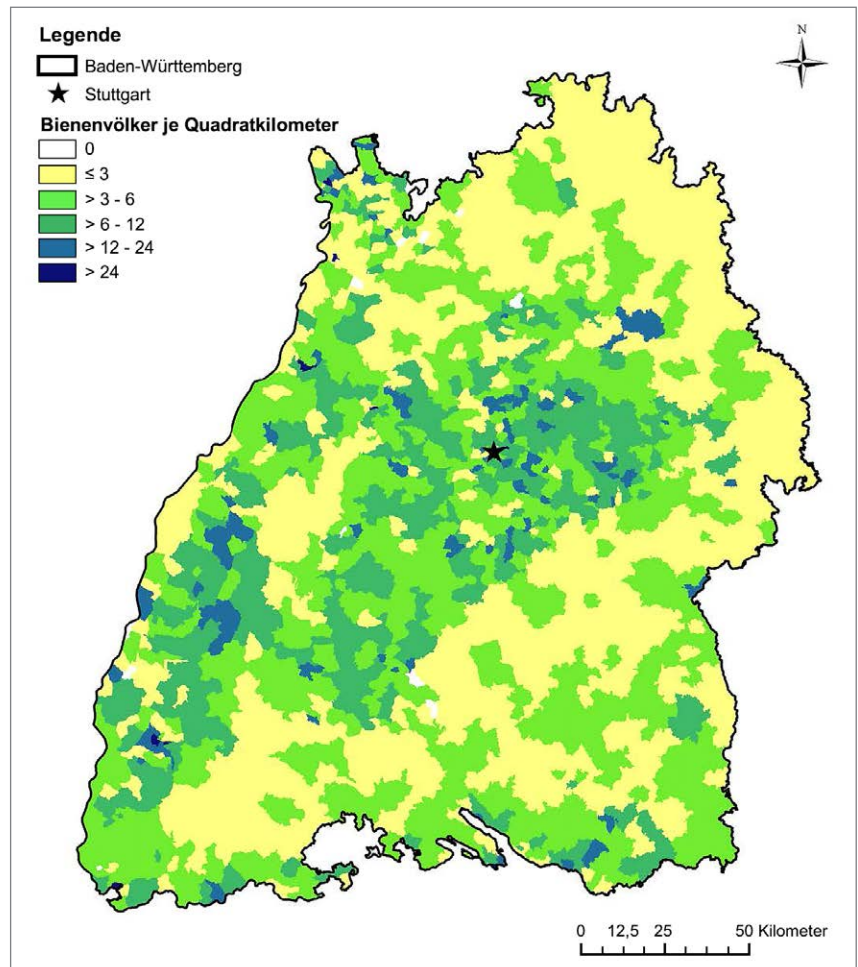 Legende
Baden-Württemberg
Stuttgart
Bienenvölker je Quadratkilometer
0
≤ 3
> 3 - 6
> 6 - 12
> 12 - 24
> 24
N
0 12,5 25 50 Kilometer